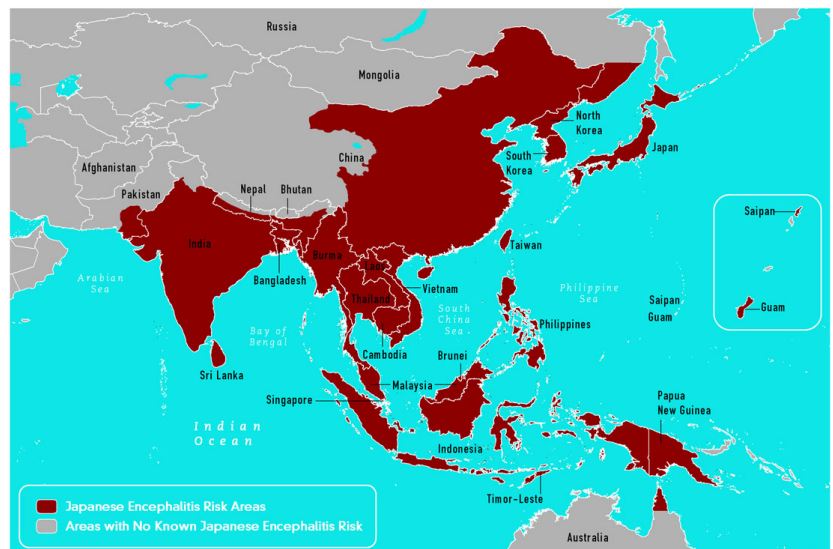 Russia
Mongolia
North
Korea
China
South
Korea
Japan
Afghanistan
Pakistan
Nepal
Bhutan
Saipan
India
Burma
Laos
Taiwan
Arabian
Sea
Bangladesh
Vietnam
Philippine
Sea
Thailand
Saipan
Guam
Guam
South
China
Sea
Bay of
Bengal
Philippines
Cambodia
Brunei
Sri Lanka
Malaysia
Singapore
Papua
New Guinea
Indian
Ocean
Indonesia
Timor-Leste
Japanese Encephalitis Risk Areas
Areas with No Known Japanese Encephalitis Risk
Australia